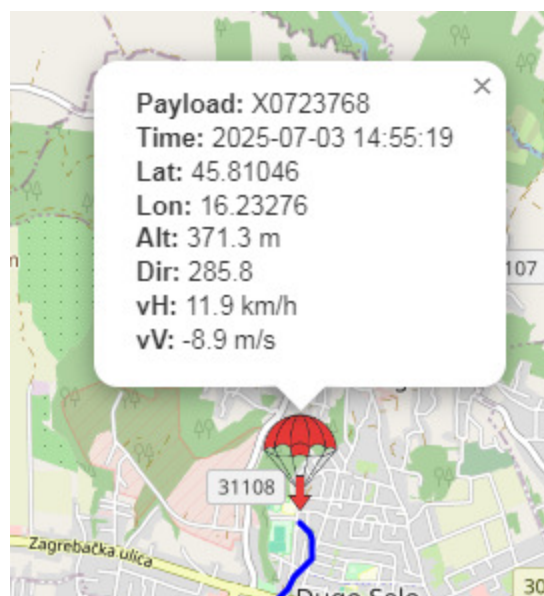 ×
Payload: X0723768
Time: 2025-07-03 14:55:19
Lat: 45.81046
Lon: 16.23276
Alt: 371.3 m
Dir: 285.8
vH: 11.9 km/h
vV: -8.9 m/s
107
31108
Zagrebačka ulica
Dugo Selo
30